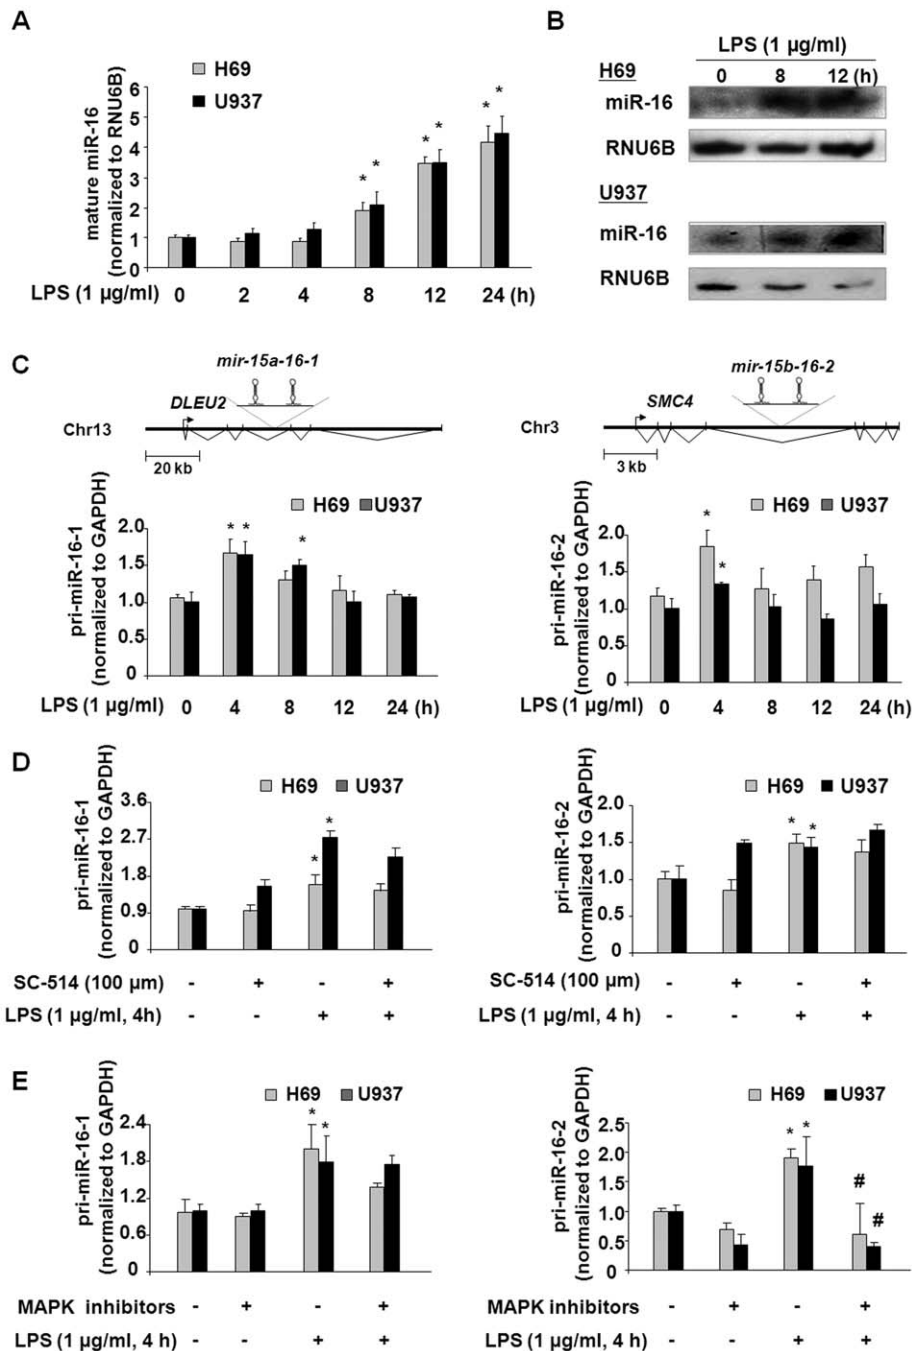 A
mature miR-16
(normalized to RNU6B)
H69
U937
6
5
4
3
2
1
0
* * * * * *
LPS (1 µg/ml) 0 2 4 8 12 24 (h)
B
LPS (1 µg/ml)
H69 0 8 12 (h)
miR-16
RNU6B
U937
miR-16
RNU6B
C
mir-15a-16-1
DLEU2
Chr13
20 kb
mir-15b-16-2
SMC4
Chr3
3 kb
pri-miR-16-1
(normalized to GAPDH)
H69 U937
2.0
1.5
1.0
0.5
0
* * *
LPS (1 µg/ml) 0 4 8 12 24 (h)
pri-miR-16-2
(normalized to GAPDH)
H69 U937
2.0
1.5
1.0
0.5
0
* *
LPS (1 µg/ml) 0 4 8 12 24 (h)
D
pri-miR-16-1
(normalized to GAPDH)
H69 U937
3.6
2.7
1.8
0.9
0
* *
SC-514 (100 µm) - + - +
LPS (1 µg/ml, 4h) - - + +
pri-miR-16-2
(normalized to GAPDH)
H69 U937
2.0
1.5
1.0
0.5
0
* *
SC-514 (100 µm) - + - +
LPS (1 µg/ml, 4 h) - - + +
E
pri-miR-16-1
(normalized to GAPDH)
H69 U937
2.4
1.8
1.2
0.6
0
* *
MAPK inhibitors - + - +
LPS (1 µg/ml, 4 h) - - + +
pri-miR-16-2
(normalized to GAPDH)
H69 U937
2.5
2.0
1.5
1.0
0.5
0
* * # #
MAPK inhibitors - + - +
LPS (1 µg/ml, 4 h) - - + +